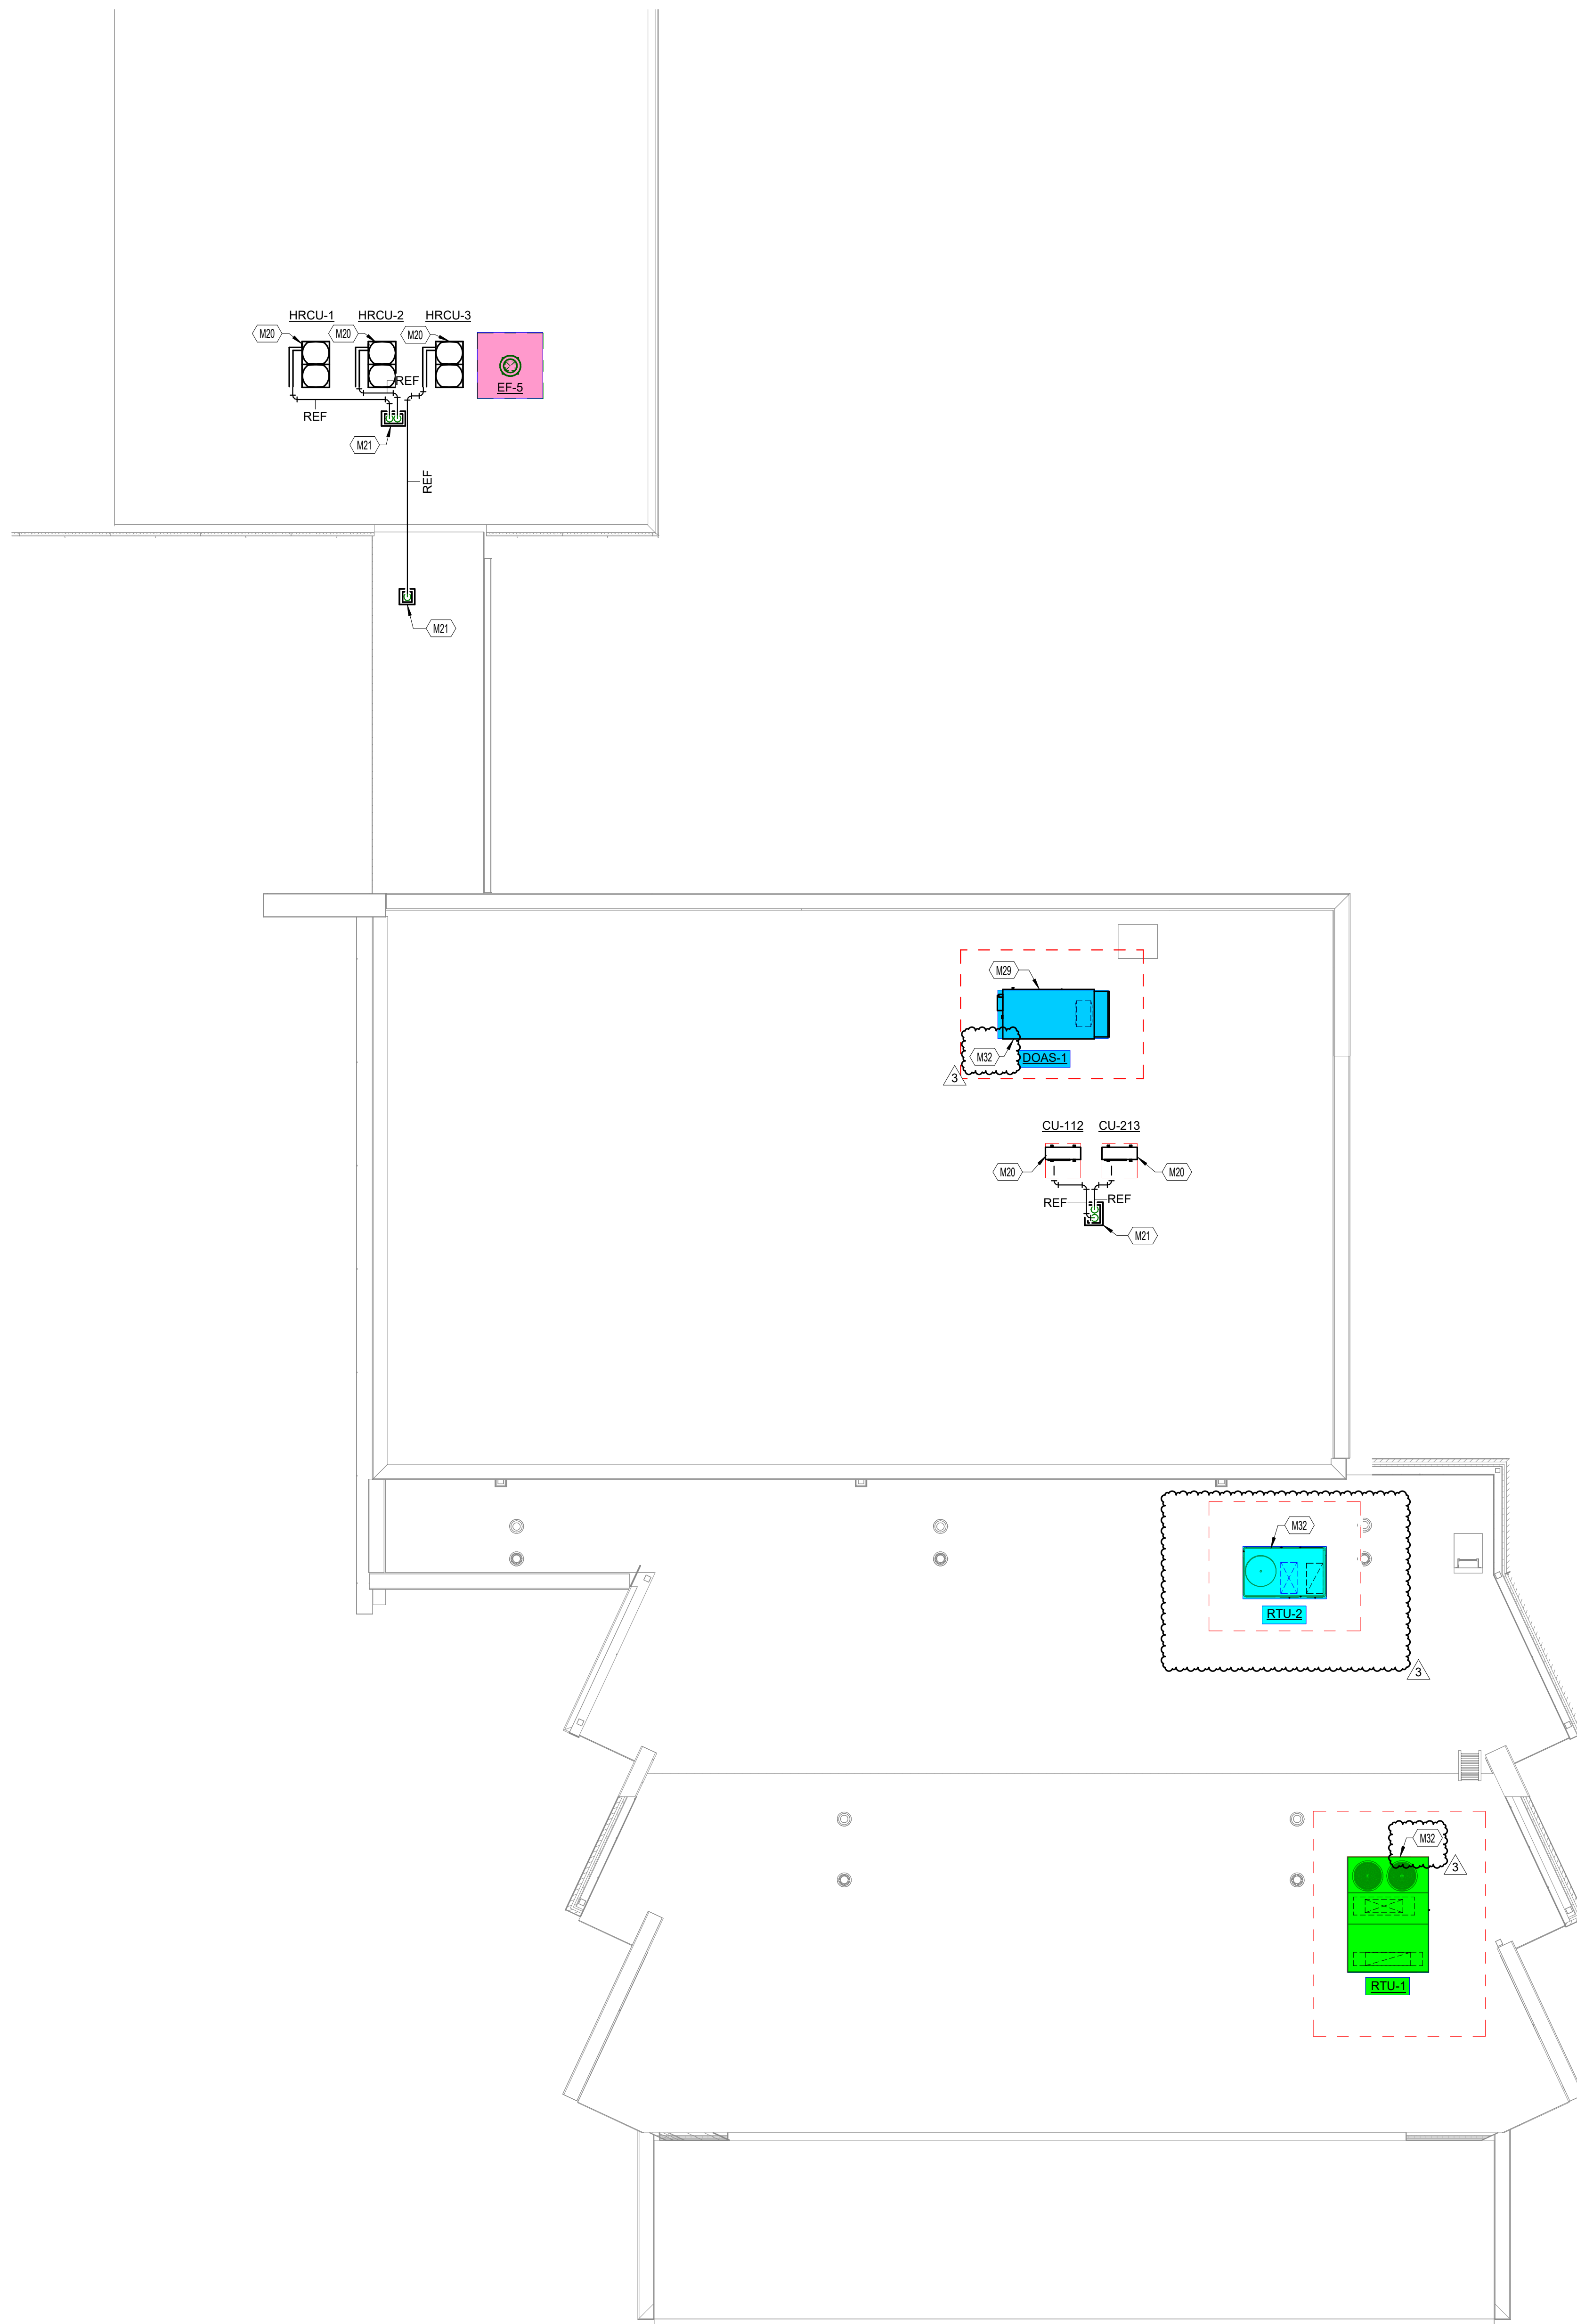 HRCU-1 HRCU-2 HRCU-3
M20 M20 M20
REF
EF-5
REF
M21
REF
M21
M29
M32
DOAS-1
3
CU-112 CU-213
M20 M20
REF REF
M21
M32
RTU-2
3
M32
3
RTU-1